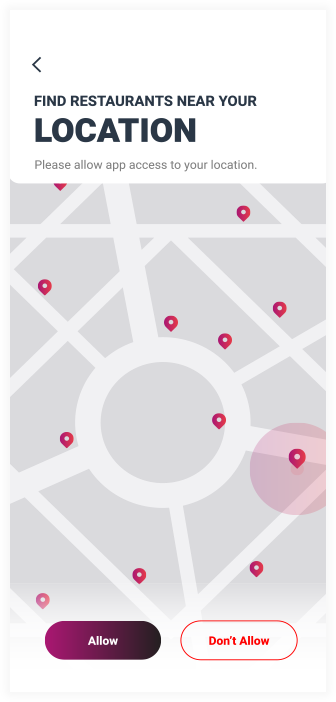 FIND RESTAURANTS NEAR YOUR
LOCATION
Please allow app access to your location.
Allow
Don’t Allow